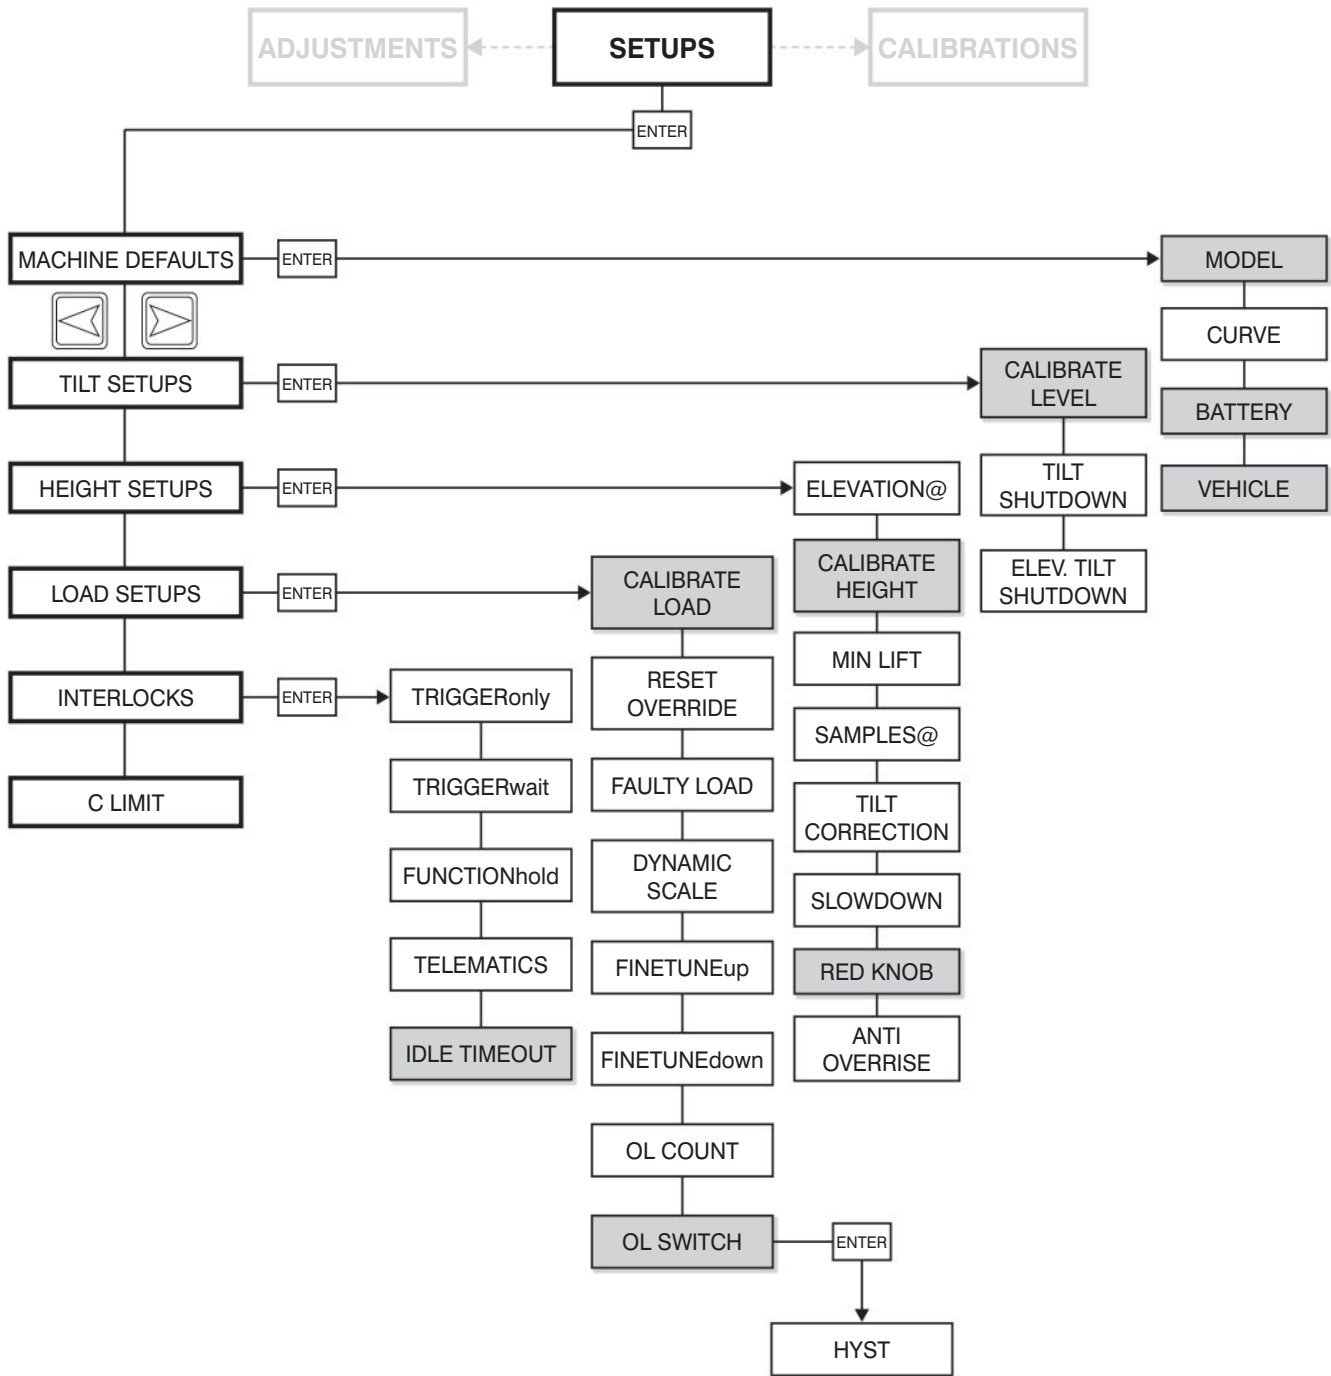 ADJUSTMENTS
SETUPS
CALIBRATIONS
ENTER
MACHINE DEFAULTS
ENTER
MODEL
CURVE
BATTERY
VEHICLE
TILT SETUPS
ENTER
CALIBRATE
LEVEL
TILT
SHUTDOWN
ELEV. TILT
SHUTDOWN
HEIGHT SETUPS
ENTER
ELEVATION@
CALIBRATE
HEIGHT
MIN LIFT
SAMPLES@
TILT
CORRECTION
SLOWDOWN
RED KNOB
ANTI
OVERRISE
LOAD SETUPS
ENTER
CALIBRATE
LOAD
RESET
OVERRIDE
FAULTY LOAD
DYNAMIC
SCALE
FINETUNEup
FINETUNEdown
OL COUNT
OL SWITCH
ENTER
HYST
INTERLOCKS
ENTER
TRIGGERonly
TRIGGERwait
FUNCTIONhold
TELEMATICS
IDLE TIMEOUT
C LIMIT